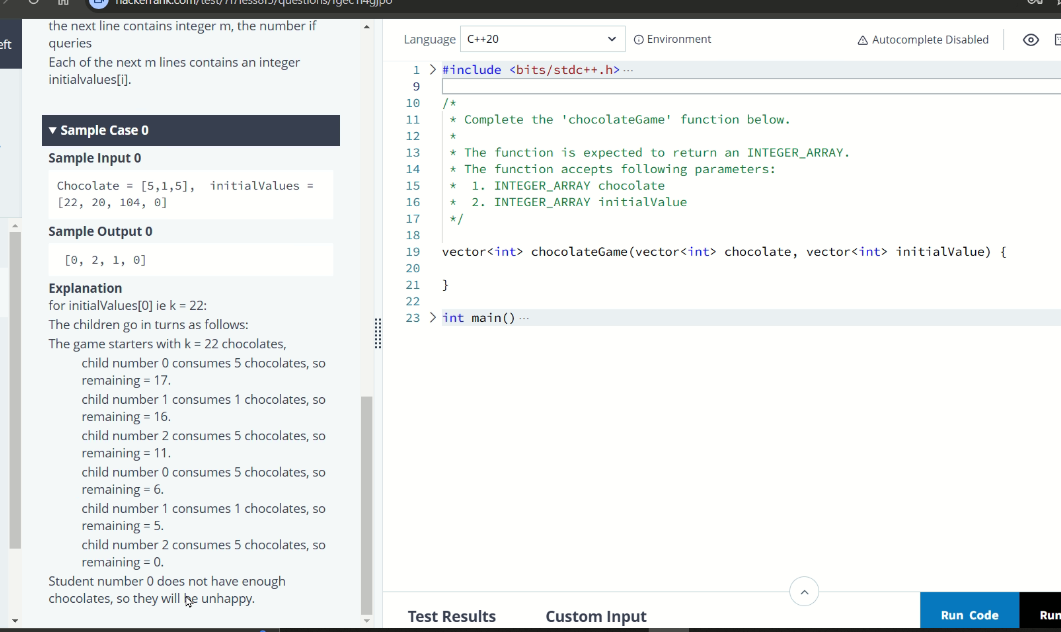 the next line contains integer m, the number if
queries
Each of the next m lines contains an integer
initialvalues[i].
▼ Sample Case 0
Sample Input 0
Chocolate = [5,1,5], initialValues =
[22, 20, 104, 0]
Sample Output 0
[0, 2, 1, 0]
Explanation
for initialValues[0] ie k = 22:
The children go in turns as follows:
The game starters with k = 22 chocolates,
child number 0 consumes 5 chocolates, so
remaining = 17.
child number 1 consumes 1 chocolates, so
remaining = 16.
child number 2 consumes 5 chocolates, so
remaining = 11.
child number 0 consumes 5 chocolates, so
remaining = 6.
child number 1 consumes 1 chocolates, so
remaining = 5.
child number 2 consumes 5 chocolates, so
remaining = 0.
Student number 0 does not have enough
chocolates, so they will be unhappy.
Language C++20 Environment Autocomplete Disabled
1 > #include <bits/stdc++.h> ...
9
10 /*
11 * Complete the 'chocolateGame' function below.
12 *
13 * The function is expected to return an INTEGER_ARRAY.
14 * The function accepts following parameters:
15 * 1. INTEGER_ARRAY chocolate
16 * 2. INTEGER_ARRAY initialValue
17 */
18
19 vector<int> chocolateGame(vector<int> chocolate, vector<int> initialValue) {
20
21 }
22
23 > int main() ...
Test Results Custom Input Run Code Run